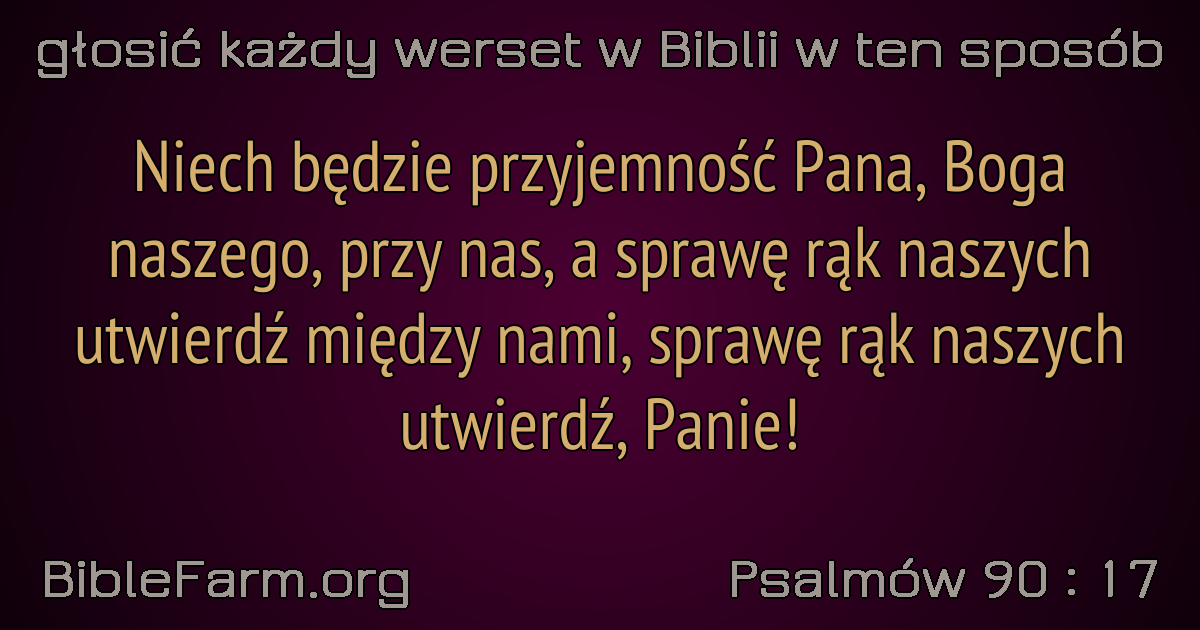 głosić każdy werset w Biblii w ten sposób
Niech będzie przyjemność Pana, Boga
naszego, przy nas, a sprawę rąk naszych
utwierdź między nami, sprawę rąk naszych
utwierdź, Panie!
BibleFarm.org
Psalmów 90 : 17